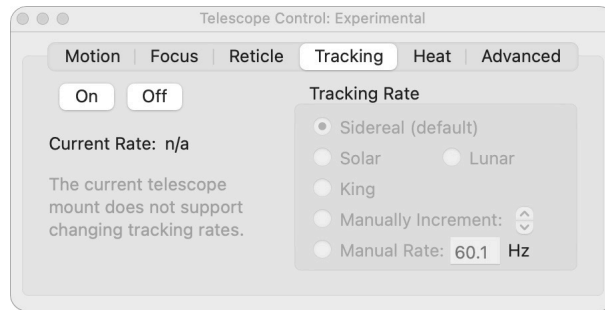 Telescope Control: Experimental
Motion Focus Reticle Tracking Heat Advanced
On Off
Current Rate: n/a
The current telescope
mount does not support
changing tracking rates.
Tracking Rate
Sidereal (default)
Solar Lunar
King
Manually Increment:
Manual Rate: 60.1 Hz